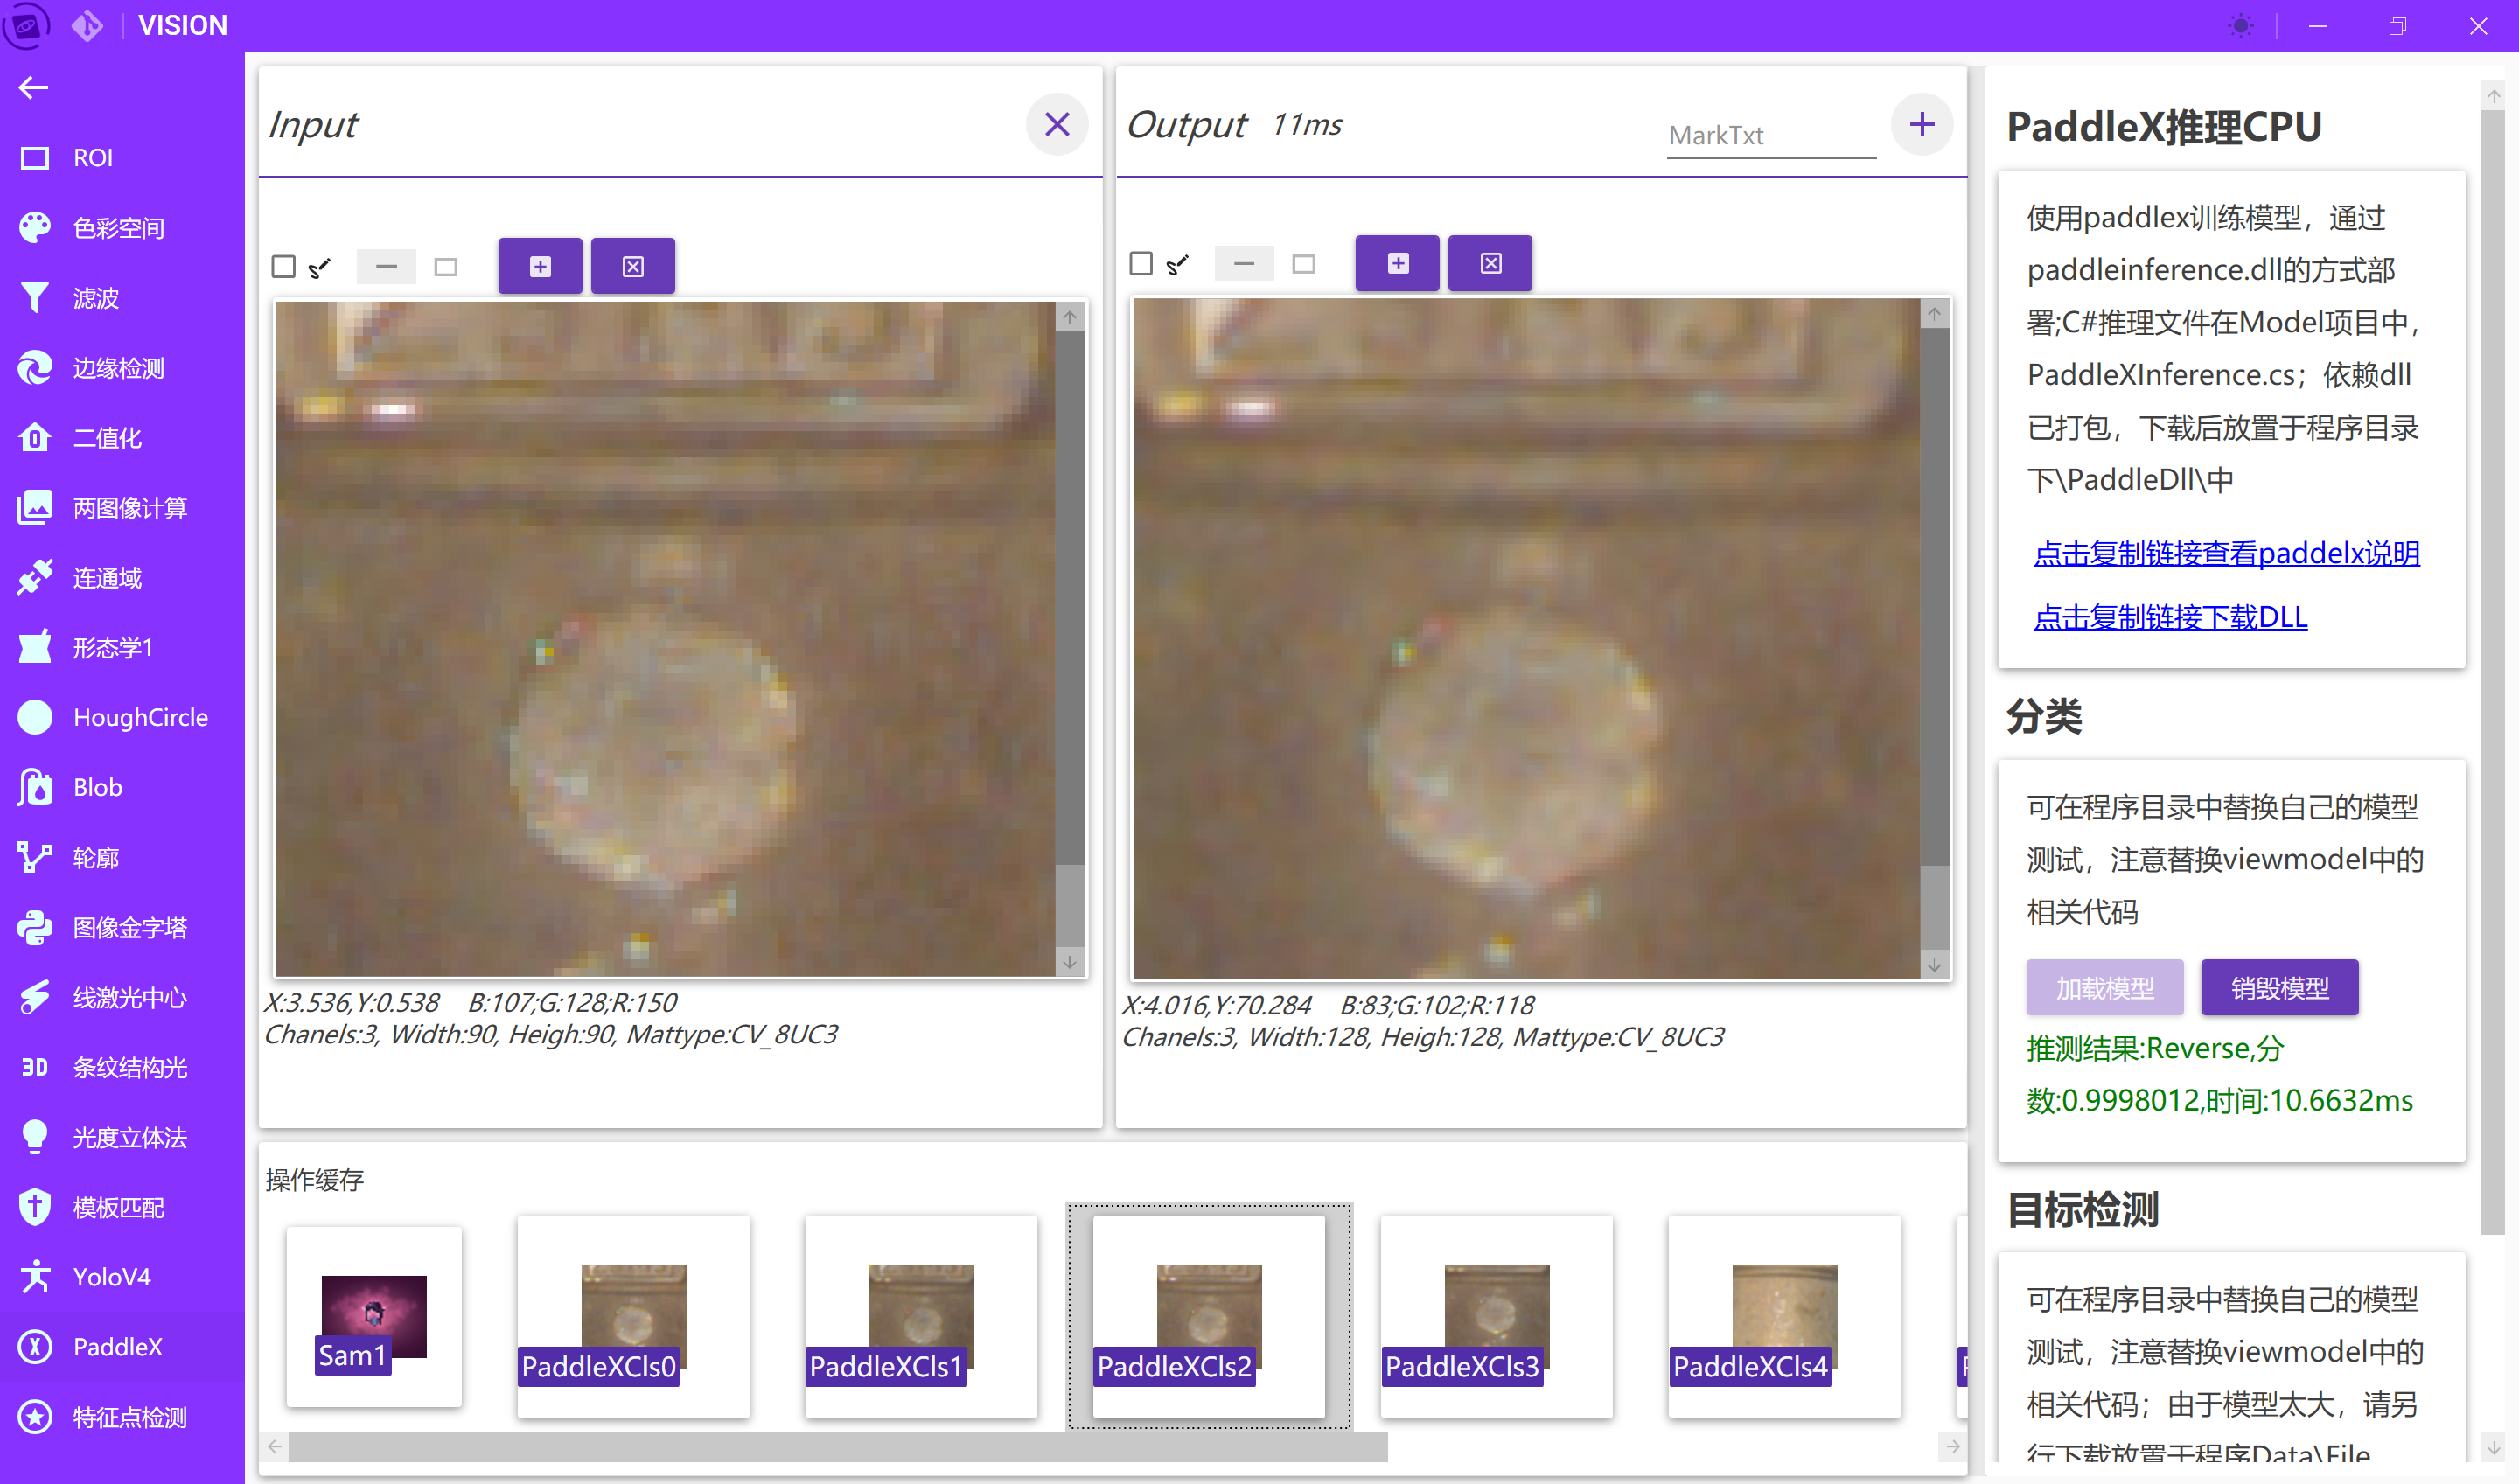 VISION
ROI
色彩空间
滤波
边缘检测
二值化
两图像计算
连通域
形态学1
HoughCircle
Blob
轮廓
图像金字塔
线激光中心
3D 条纹结构光
光度立体法
模板匹配
YoloV4
PaddleX
特征点检测
Input
X:3.536,Y:0.538 B:107;G:128;R:150
Chanels:3, Width:90, Heigh:90, Mattype:CV_8UC3
Output 11ms
MarkTxt
X:4.016,Y:70.284 B:83;G:102;R:118
Chanels:3, Width:128, Heigh:128, Mattype:CV_8UC3
操作缓存
Sam1
PaddleXCls0
PaddleXCls1
PaddleXCls2
PaddleXCls3
PaddleXCls4
PaddleX推理CPU
使用paddlex训练模型，通过
paddleinference.dll的方式部
署;C#推理文件在Model项目中，
PaddleXInference.cs；依赖dll
已打包，下载后放置于程序目录
下\PaddleDll\中
点击复制链接查看paddelx说明
点击复制链接下载DLL
分类
可在程序目录中替换自己的模型
测试，注意替换viewmodel中的
相关代码
加载模型
销毁模型
推测结果:Reverse,分
数:0.9998012,时间:10.6632ms
目标检测
可在程序目录中替换自己的模型
测试，注意替换viewmodel中的
相关代码；由于模型太大，请另
行下载放置于程序Data\File